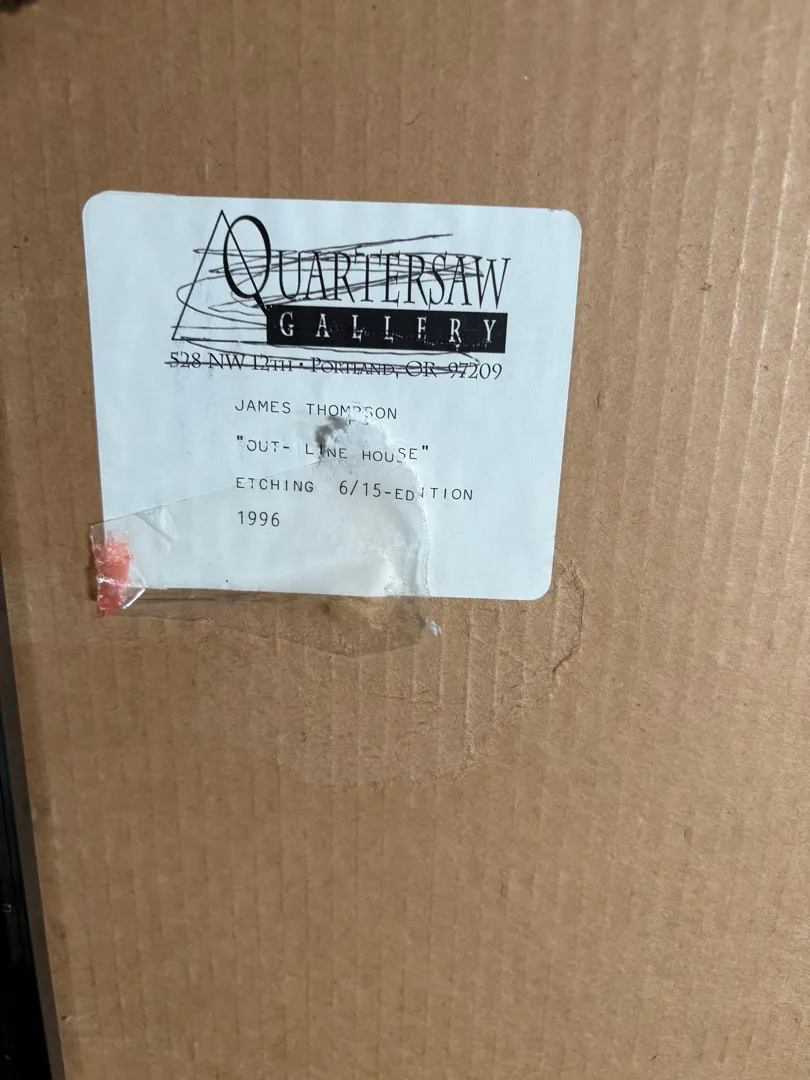 QUARTERSAW
GALLERY
528 NW 12TH • PORTLAND, OR 97209
JAMES THOMPSON
"OUT- LINE HOUSE"
ETCHING 6/15-EDITION
1996